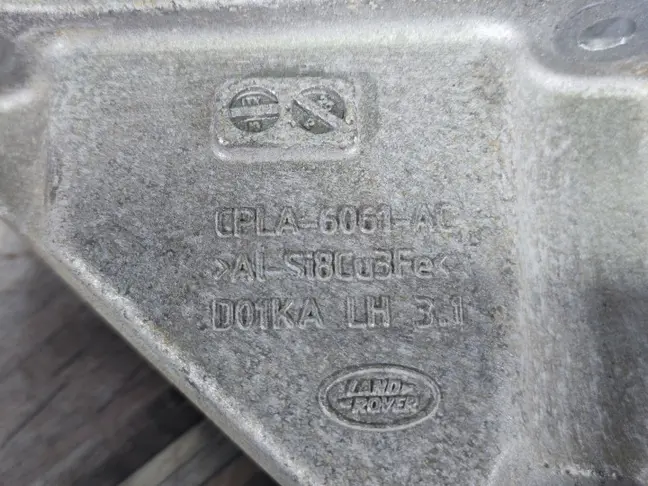 CPLA-6061-AC
>Al-Si8Cu3Fe<
D01KA LH 3.1
LAND
ROVER